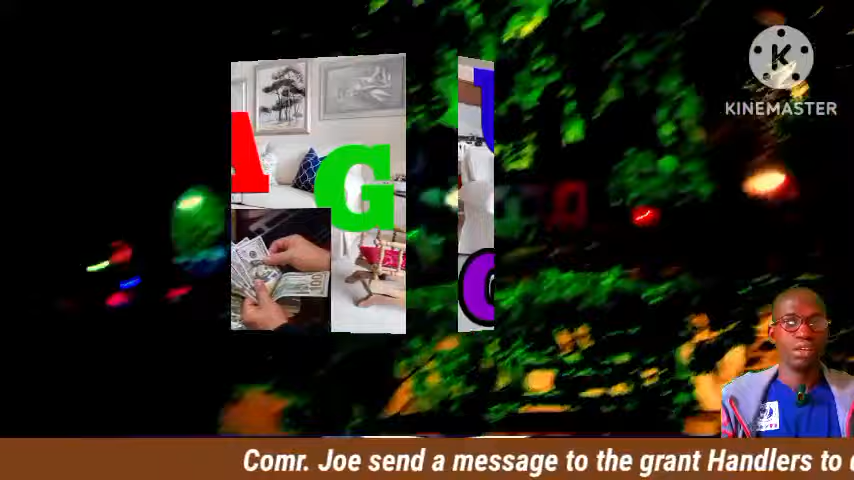 KINEMASTER
K
A
G
Comr. Joe send a message to the grant Handlers to